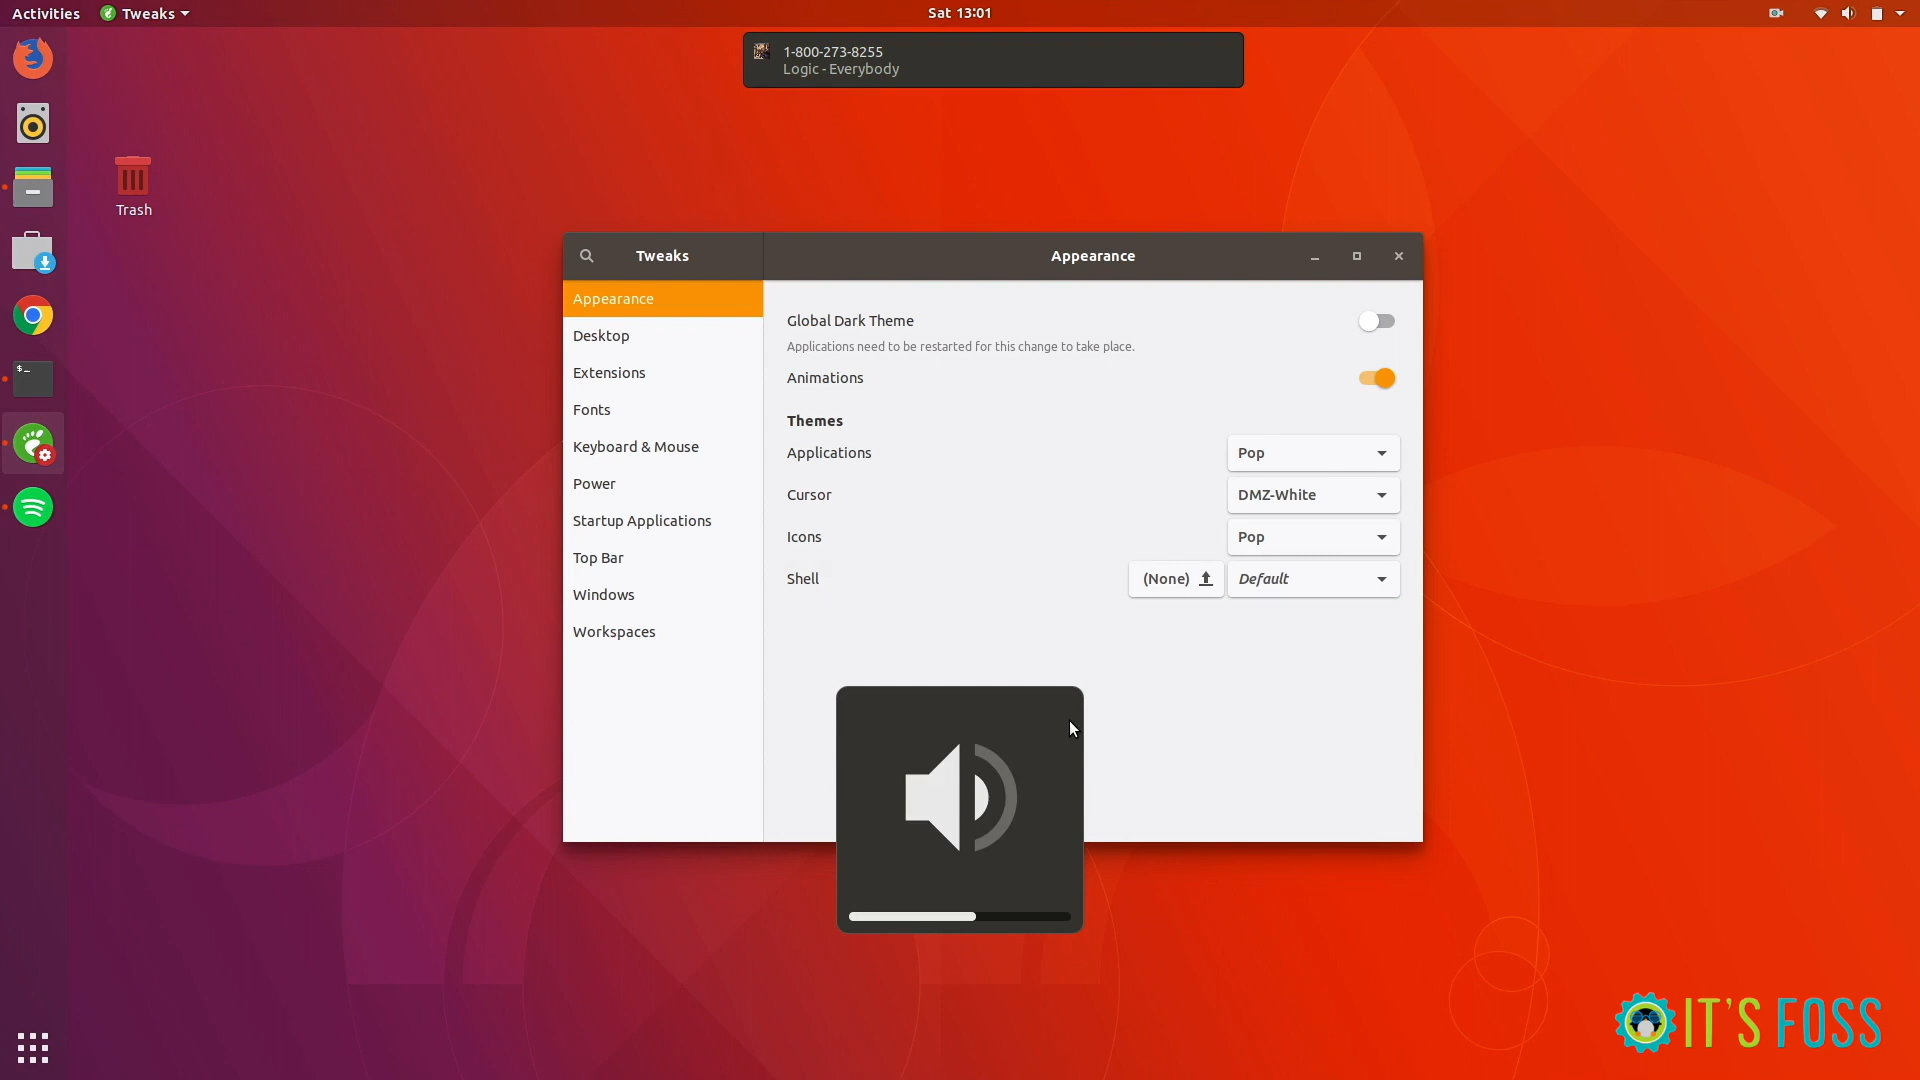 Activities Tweaks Sat 13:01
1-800-273-8255
Logic - Everybody
Trash
Tweaks Appearance
Appearance
Desktop
Extensions
Fonts
Keyboard & Mouse
Power
Startup Applications
Top Bar
Windows
Workspaces
Global Dark Theme
Applications need to be restarted for this change to take place.
Animations
Themes
Applications Pop
Cursor DMZ-White
Icons Pop
Shell (None) Default
$_
IT'S FOSS